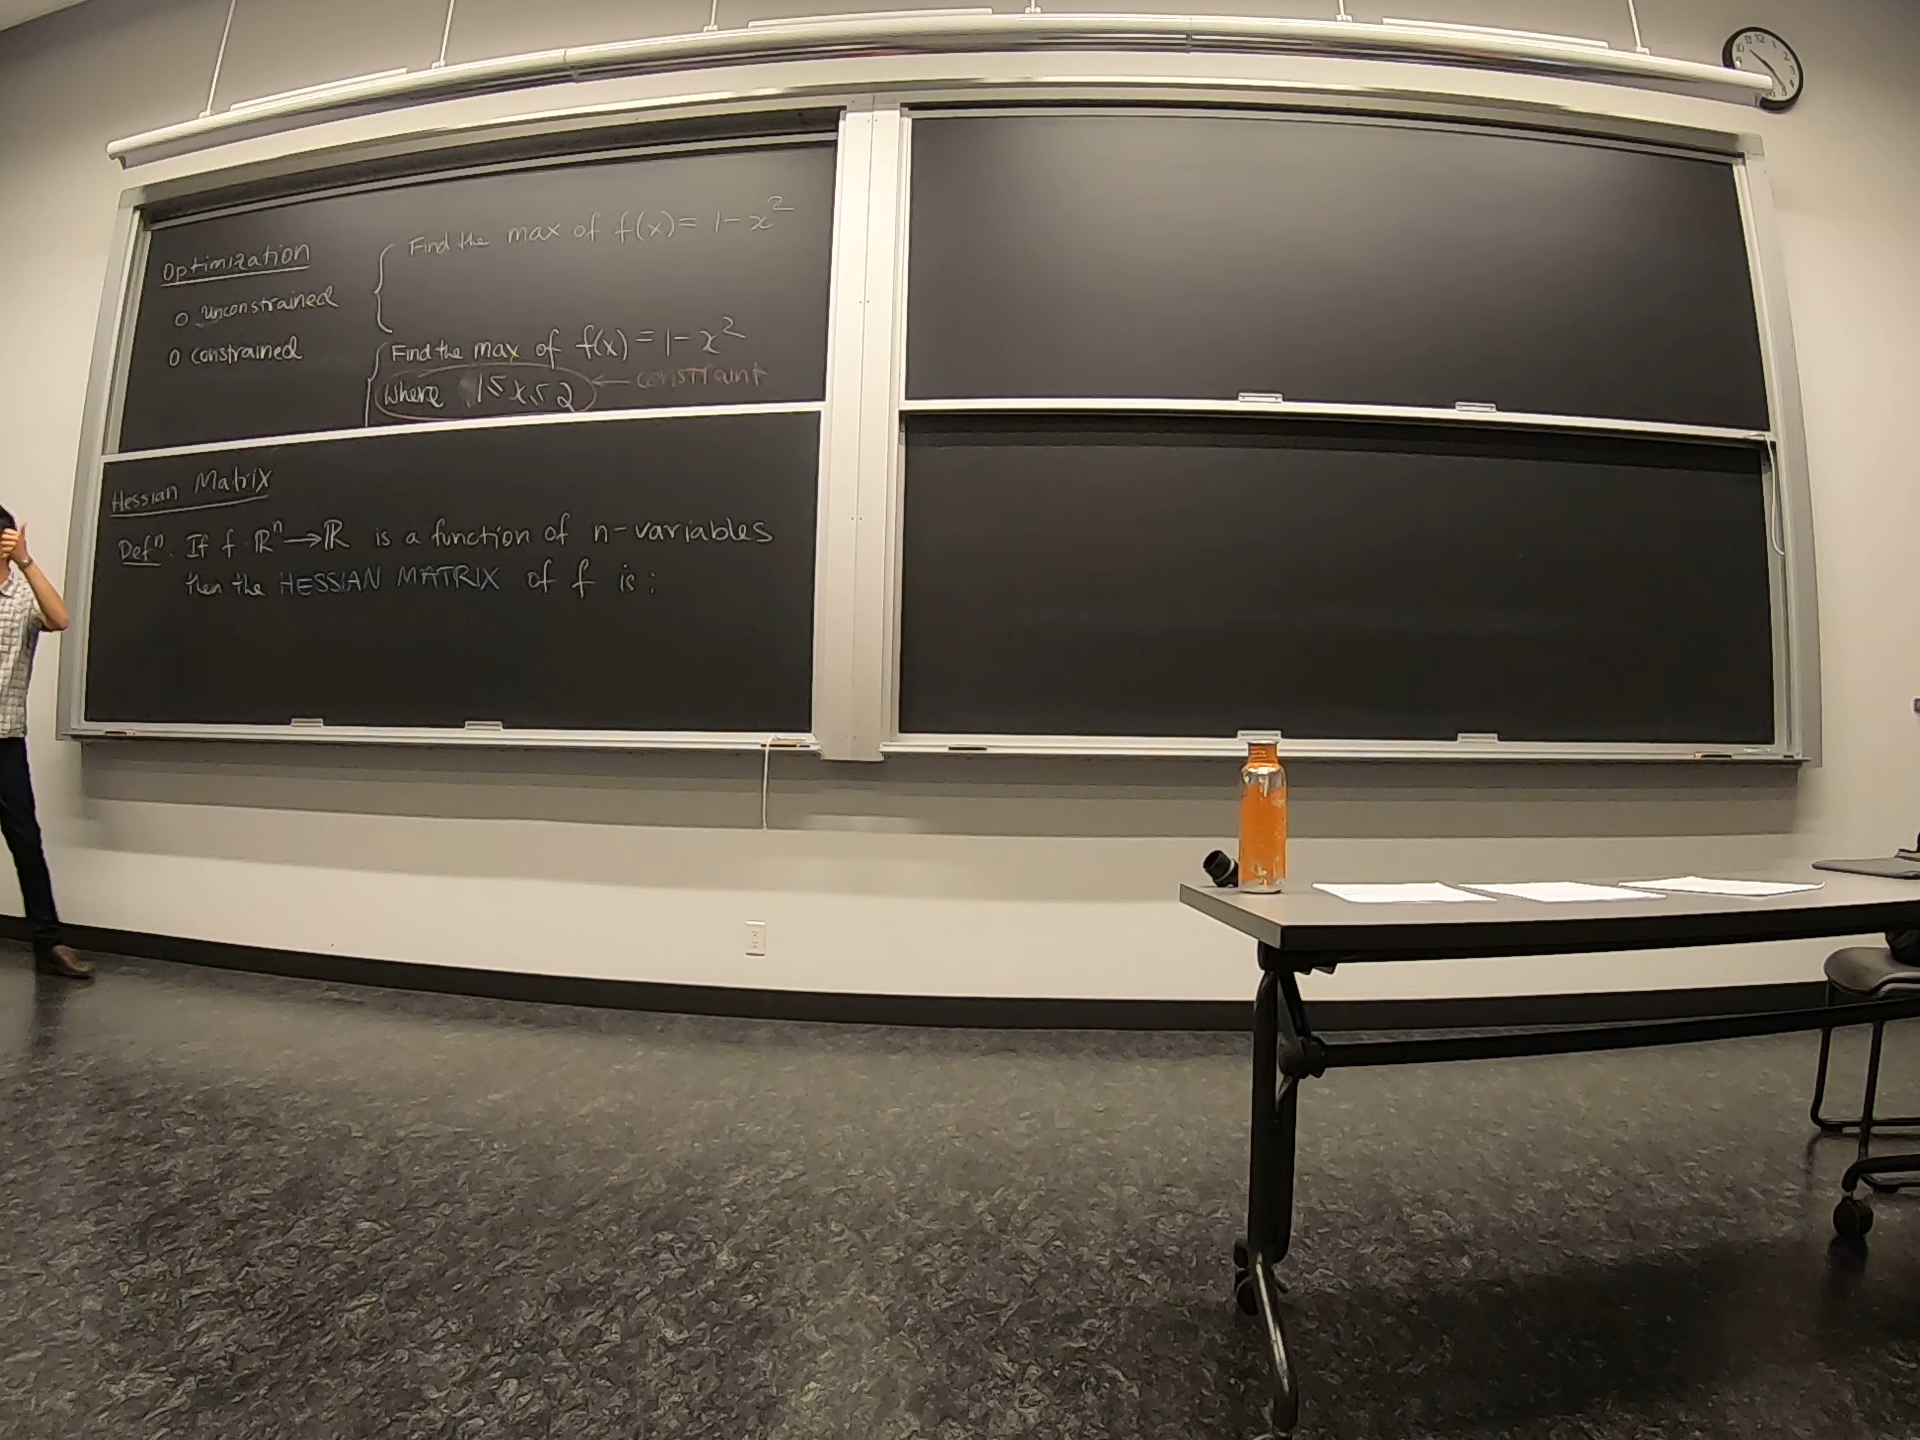 Optimization
o unconstrained
o constrained
Find the max of f(x) = 1 - x²
Find the max of f(x) = 1 - x²
Where 1 ≤ x ≤ 2 ← constraint
Hessian Matrix
Defⁿ. If f: ℝⁿ → ℝ is a function of n-variables
then the HESSIAN MATRIX of f is: